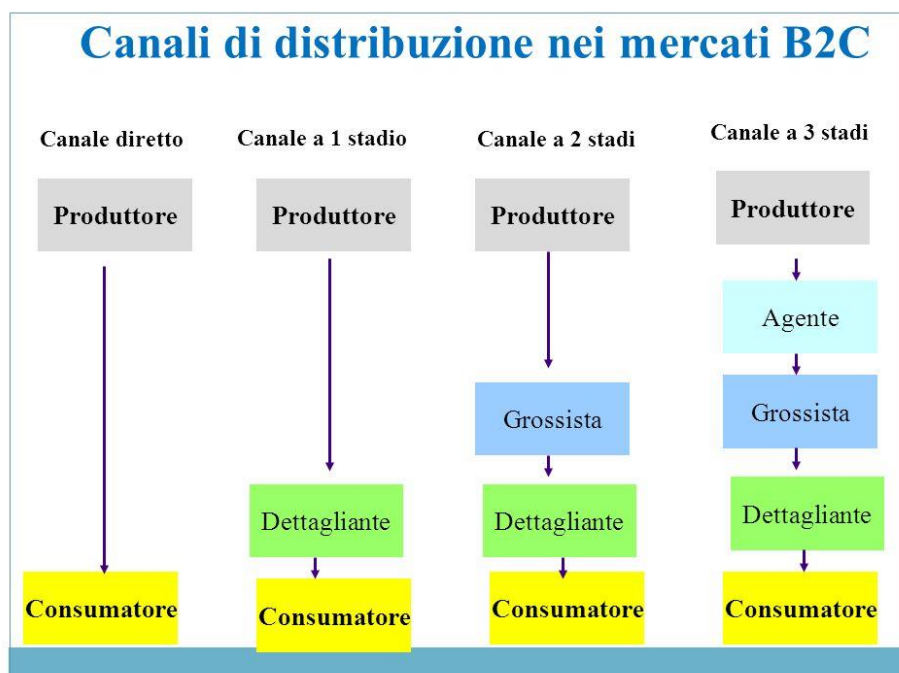 Canali di distribuzione nei mercati B2C
Canale diretto
Produttore
Consumatore
Canale a 1 stadio
Produttore
Dettagliante
Consumatore
Canale a 2 stadi
Produttore
Grossista
Dettagliante
Consumatore
Canale a 3 stadi
Produttore
Agente
Grossista
Dettagliante
Consumatore